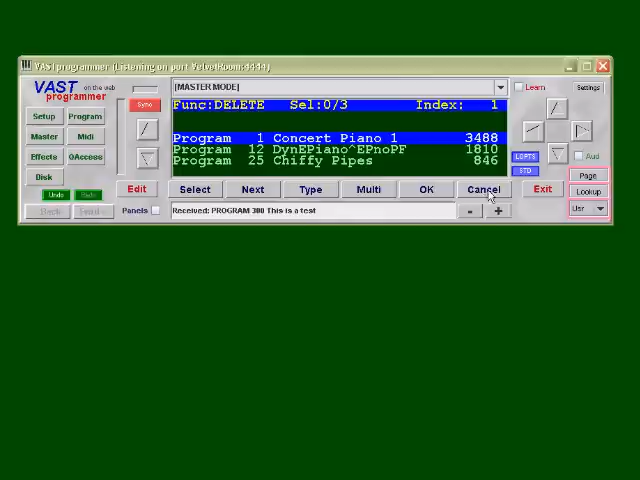 VAST programmer (Listening on port VelvetRoom:4444)
VAST on the web
programmer
[MASTER MODE]
Learn
Settings
Sync
Func:DELETE Sel:0/3 Index: 1
Setup Program
Master Midi
Effects QAccess
Disk
Program 1 Concert Piano 1 3488
Program 12 DynEPiano^EPnoPF 1810
Program 25 Chiffy Pipes 846
LOPTS
STD
Aud
Page
Undo
Edit
Select Next Type Multi OK Cancel
Exit
Lookup
Panels
Received: PROGRAM 300 This is a test
- +
Usr